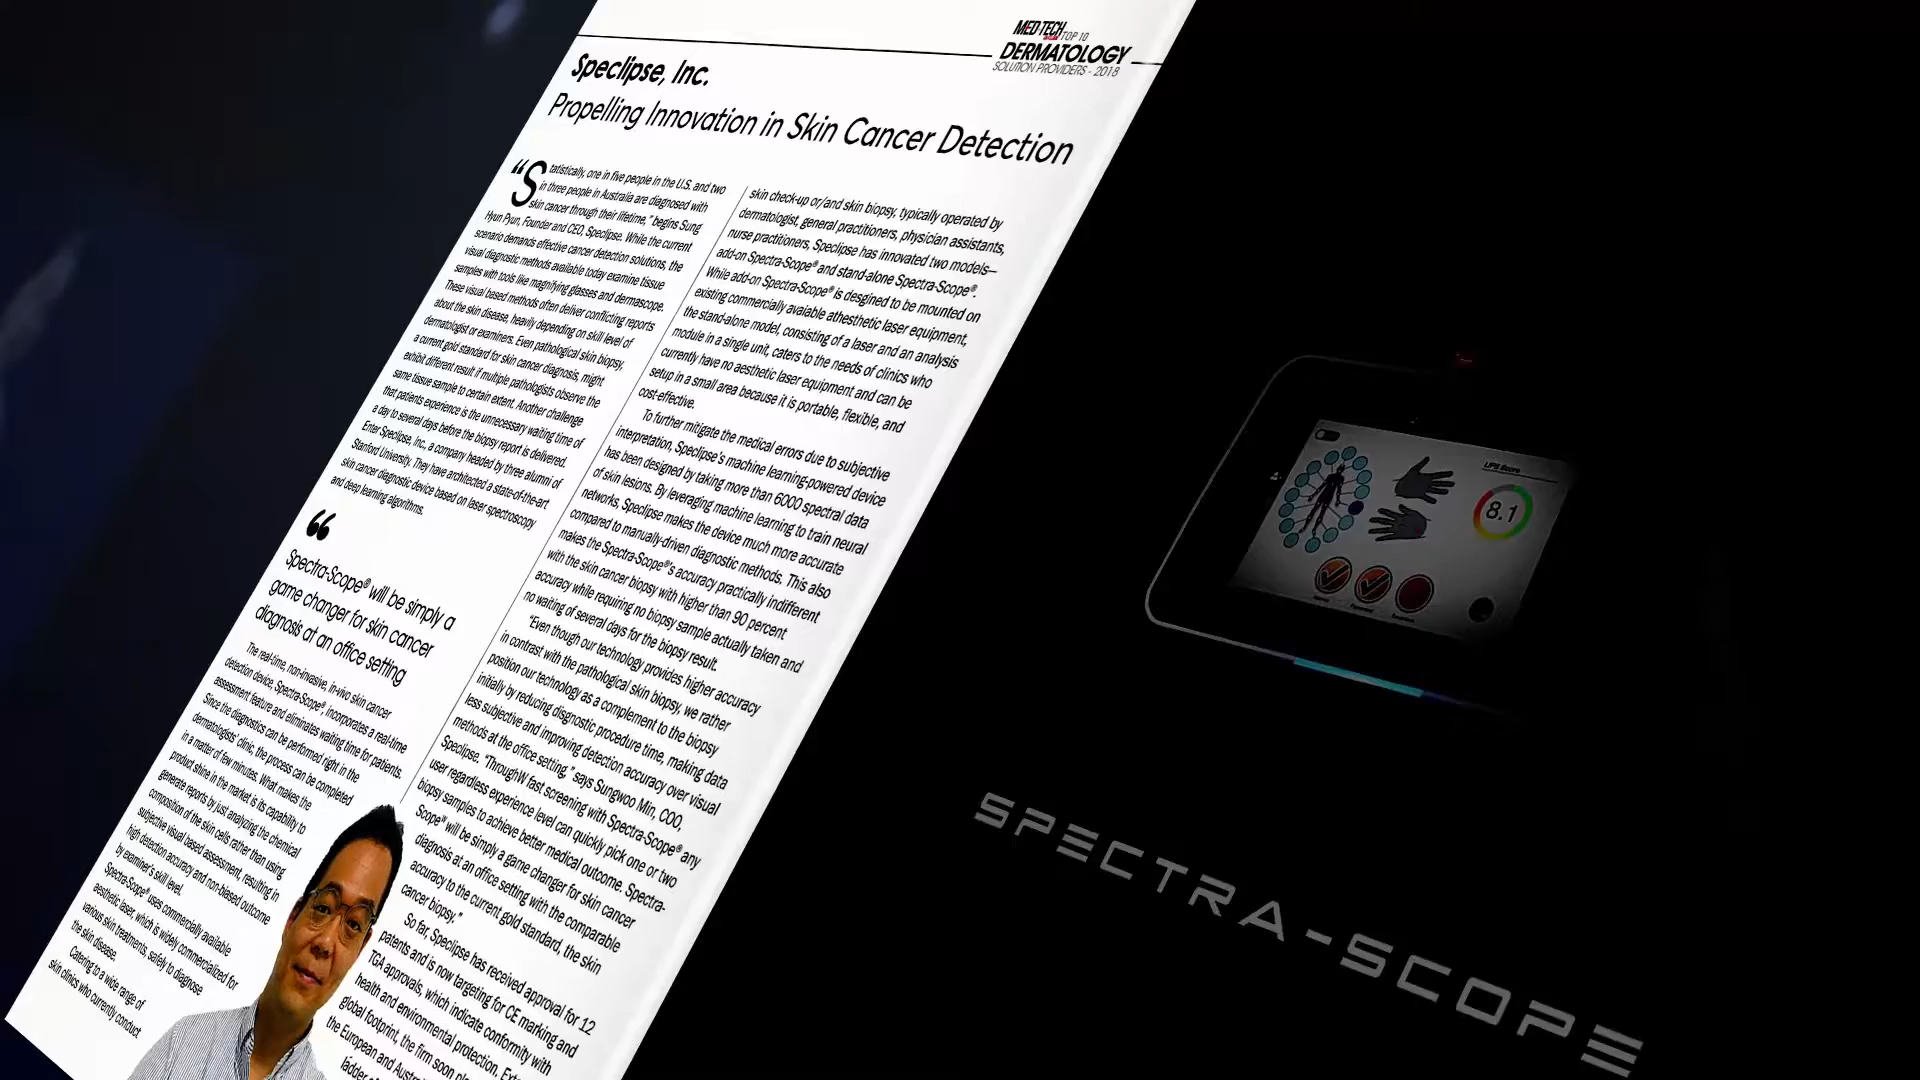 MED TECH
TOP 10
DERMATOLOGY
SOLUTION PROVIDERS - 2018
Speclipse, Inc.
Propelling Innovation in Skin Cancer Detection
“Statistically, one in five people in the U.S. and two
in three people in Australia are diagnosed with
skin cancer through their lifetime,” begins Sung
Hyun Pyun, Founder and CEO, Speclipse. While the current
scenario demands effective cancer detection solutions, the
visual diagnostic methods available today examine tissue
samples with tools like magnifying glasses and dermascope.
These visual based methods often deliver conflicting reports
about the skin disease, heavily depending on skill level of
dermatologist or examiners. Even pathological skin biopsy,
a current gold standard for skin cancer diagnosis, might
exhibit different result if multiple pathologists observe the
same tissue sample to certain extent. Another challenge
that patients experience is the unnecessary waiting time of
a day to several days before the biopsy report is delivered.
Enter Speclipse, Inc., a company headed by three alumni of
Stanford University. They have architected a state-of-the-art
skin cancer diagnostic device based on laser spectroscopy
and deep learning algorithms.
“
Spectra-Scope® will be simply a
game changer for skin cancer
diagnosis at an office setting
The real-time, non-invasive, in-vivo skin cancer
detection device, Spectra-Scope®, incorporates a real-time
assessment feature and eliminates waiting time for patients.
Since the diagnostics can be performed right in the
dermatologists' clinic, the process can be completed
in a matter of few minutes. What makes the
product shine in the market is its capability to
generate reports by just analyzing the chemical
composition of the skin cells rather than using
subjective visual based assessment, resulting in
high detection accuracy and non-biased outcome
by examiner's skill level.
Spectra-Scope® uses commercially available
aesthetic laser, which is widely commercialized for
various skin treatments, safely to diagnose
the skin disease.
Catering to a wide range of
skin clinics who currently conduct
skin check-up or/and skin biopsy, typically operated by
dermatologist, general practitioners, physician assistants,
nurse practitioners, Speclipse has innovated two models—
add-on Spectra-Scope® and stand-alone Spectra-Scope®.
While add-on Spectra-Scope® is desgined to be mounted on
existing commercially avaiable athesthetic laser equipment,
the stand-alone model, consisting of a laser and an analysis
module in a single unit, caters to the needs of clinics who
currently have no aesthetic laser equipment and can be
setup in a small area because it is portable, flexible, and
cost-effective.
To further mitigate the medical errors due to subjective
interpretation, Speclipse's machine learning-powered device
has been designed by taking more than 6000 spectral data
of skin lesions. By leveraging machine learning to train neural
networks, Speclipse makes the device much more accurate
compared to manually-driven diagnostic methods. This also
makes the Spectra-Scope®'s accuracy practically indifferent
with the skin cancer biopsy with higher than 90 percent
accuracy while requiring no biopsy sample actually taken and
no waiting of several days for the biopsy result.
“Even though our technology provides higher accuracy
in contrast with the pathological skin biopsy, we rather
position our technology as a complement to the biopsy
initially by reducing diagnostic procedure time, making data
less subjective and improving detection accuracy over visual
methods at the office setting,” says Sungwoo Min, COO,
Speclipse. “ThroughW fast screening with Spectra-Scope® any
user regardless experience level can quickly pick one or two
biopsy samples to achieve better medical outcome. Spectra-
Scope® will be simply a game changer for skin cancer
diagnosis at an office setting with the comparable
accuracy to the current gold standard, the skin
cancer biopsy.”
So far, Speclipse has received approval for 12
patents and is now targeting for CE marking and
TGA approvals, which indicate conformity with
health and environmental protection.
global footprint, the firm soon
the European and
LIPS Score
8.1
SPECTRA-SCOPE